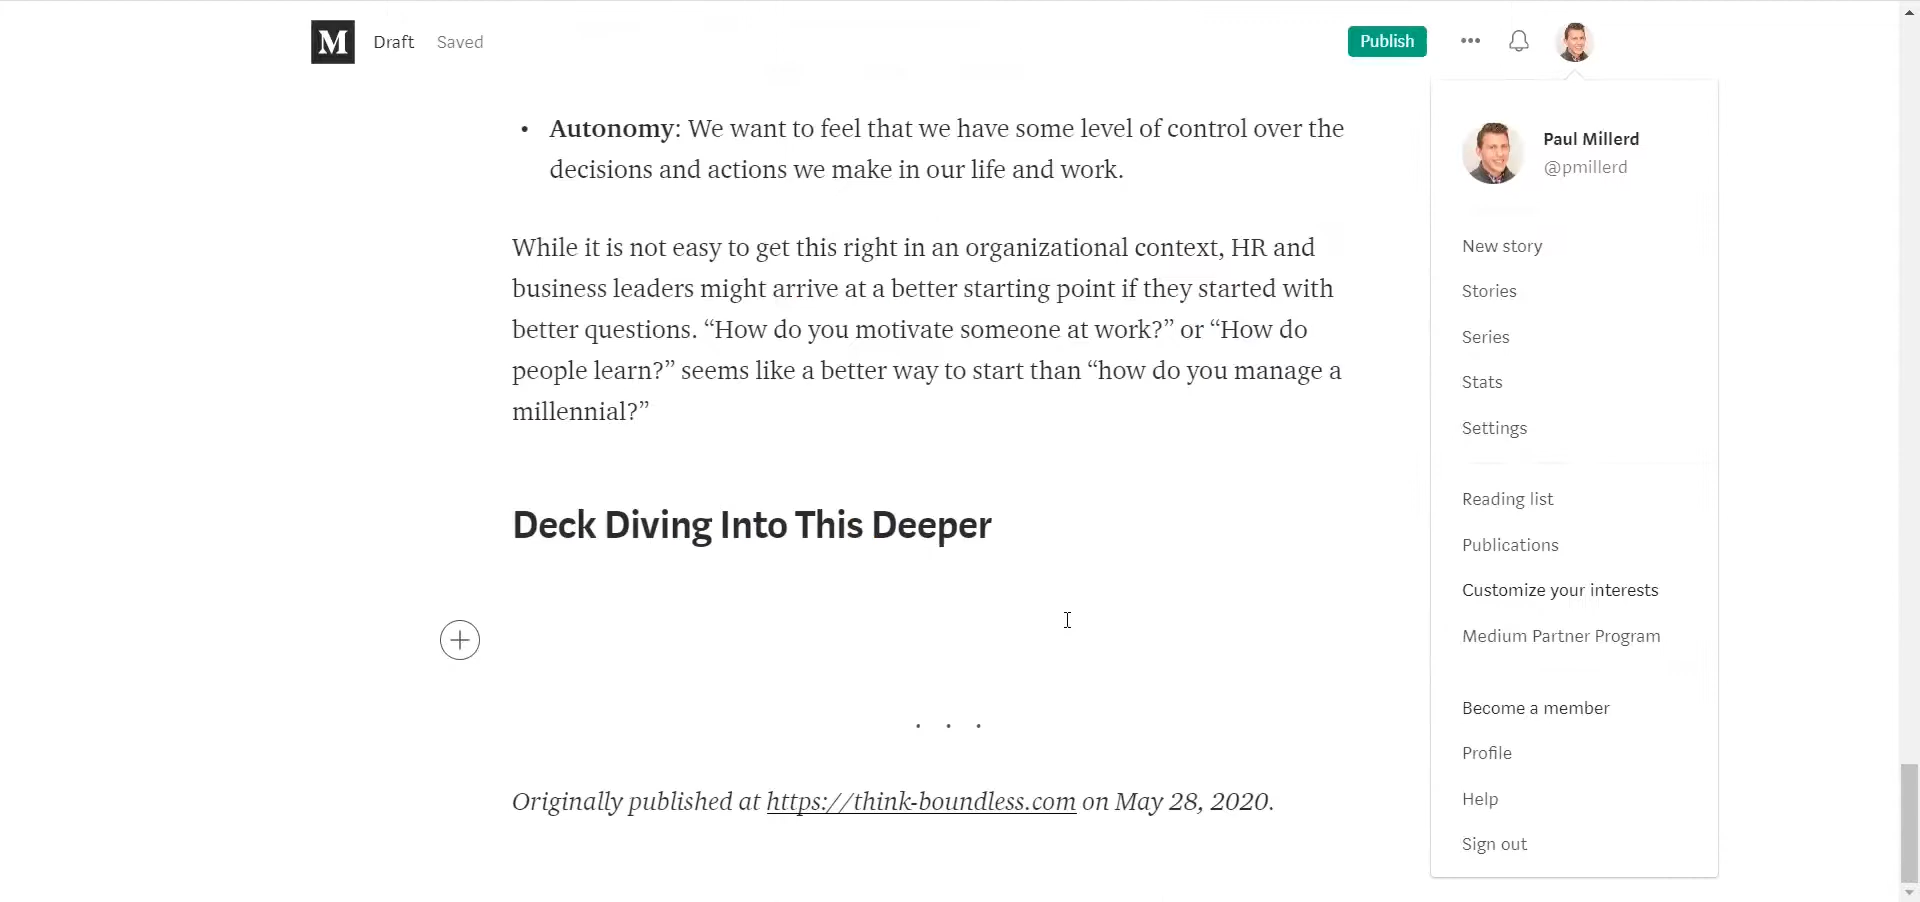 M Draft Saved Publish
• Autonomy: We want to feel that we have some level of control over the
decisions and actions we make in our life and work.
While it is not easy to get this right in an organizational context, HR and
business leaders might arrive at a better starting point if they started with
better questions. “How do you motivate someone at work?” or “How do
people learn?” seems like a better way to start than “how do you manage a
millennial?”
Deck Diving Into This Deeper
. . .
Originally published at https://think-boundless.com on May 28, 2020.
Paul Millerd
@pmillerd
New story
Stories
Series
Stats
Settings
Reading list
Publications
Customize your interests
Medium Partner Program
Become a member
Profile
Help
Sign out